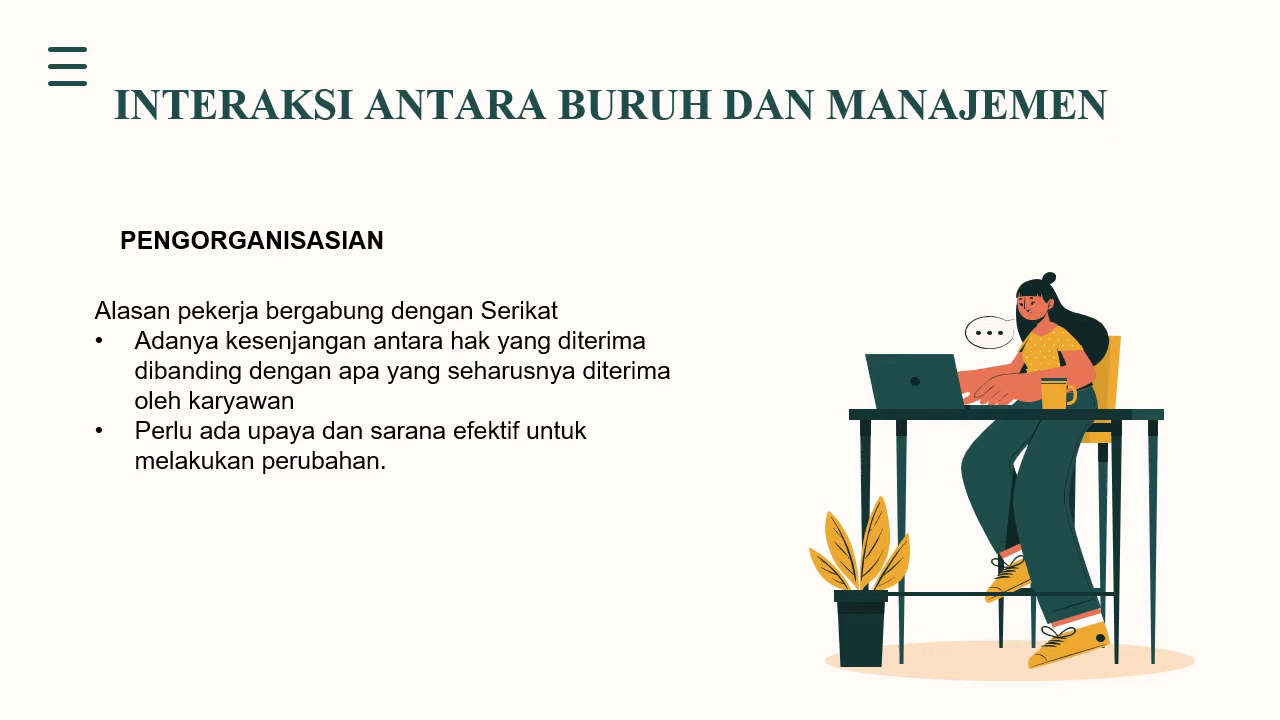 INTERAKSI ANTARA BURUH DAN MANAJEMEN
PENGORGANISASIAN
Alasan pekerja bergabung dengan Serikat
• Adanya kesenjangan antara hak yang diterima
dibanding dengan apa yang seharusnya diterima
oleh karyawan
• Perlu ada upaya dan sarana efektif untuk
melakukan perubahan.